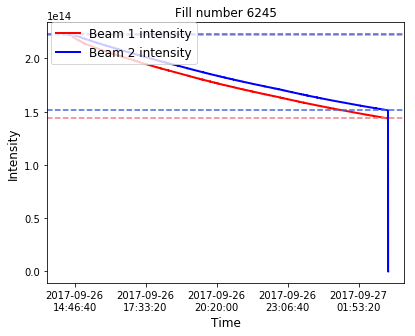 Fill number 6245
1e14
Beam 1 intensity
Beam 2 intensity
2.0
1.5
1.0
0.5
0.0
Intensity
2017-09-26
14:46:40
2017-09-26
17:33:20
2017-09-26
20:20:00
2017-09-26
23:06:40
2017-09-27
01:53:20
Time